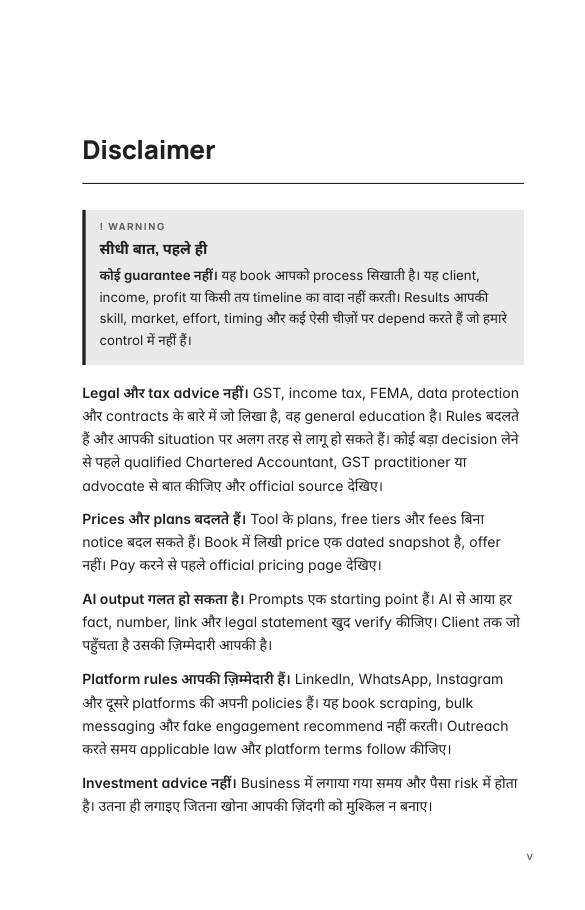 Disclaimer
! WARNING
सीधी बात, पहले ही
कोई guarantee नहीं। यह book आपको process सिखाती है। यह client,
income, profit या किसी तय timeline का वादा नहीं करती। Results आपकी
skill, market, effort, timing और कई ऐसी चीज़ों पर depend करते हैं जो हमारे
control में नहीं हैं।
Legal और tax advice नहीं। GST, income tax, FEMA, data protection
और contracts के बारे में जो लिखा है, वह general education है। Rules बदलते
हैं और आपकी situation पर अलग तरह से लागू हो सकते हैं। कोई बड़ा decision लेने
से पहले qualified Chartered Accountant, GST practitioner या
advocate से बात कीजिए और official source देखिए।
Prices और plans बदलते हैं। Tool के plans, free tiers और fees बिना
notice बदल सकते हैं। Book में लिखी price एक dated snapshot है, offer
नहीं। Pay करने से पहले official pricing page देखिए।
AI output गलत हो सकता है। Prompts एक starting point हैं। AI से आया हर
fact, number, link और legal statement खुद verify कीजिए। Client तक जो
पहुँचता है उसकी ज़िम्मेदारी आपकी है।
Platform rules आपकी ज़िम्मेदारी हैं। LinkedIn, WhatsApp, Instagram
और दूसरे platforms की अपनी policies हैं। यह book scraping, bulk
messaging और fake engagement recommend नहीं करती। Outreach
करते समय applicable law और platform terms follow कीजिए।
Investment advice नहीं। Business में लगाया गया समय और पैसा risk में होता
है। उतना ही लगाइए जितना खोना आपकी ज़िंदगी को मुश्किल न बनाए।
v